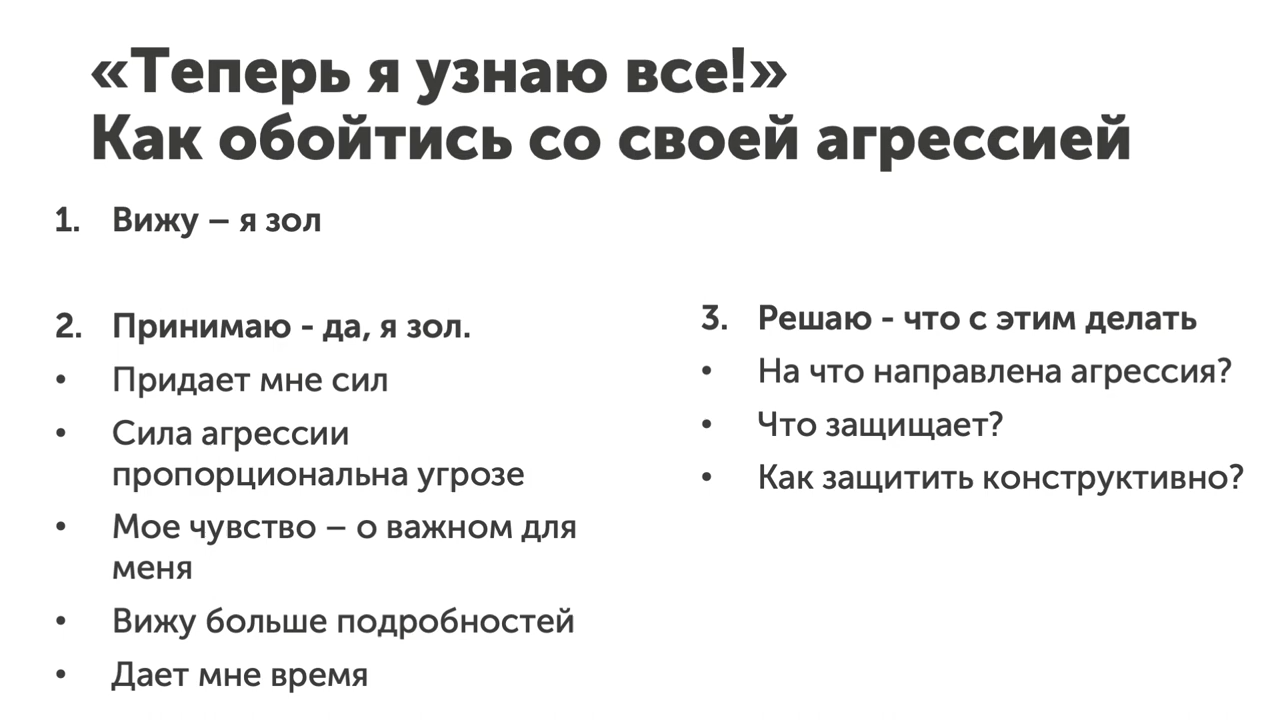 «Теперь я узнаю все!»
Как обойтись со своей агрессией
1. Вижу – я зол
2. Принимаю - да, я зол.
• Придает мне сил
• Сила агрессии
пропорциональна угрозе
• Мое чувство – о важном для
меня
• Вижу больше подробностей
• Дает мне время
3. Решаю - что с этим делать
• На что направлена агрессия?
• Что защищает?
• Как защитить конструктивно?